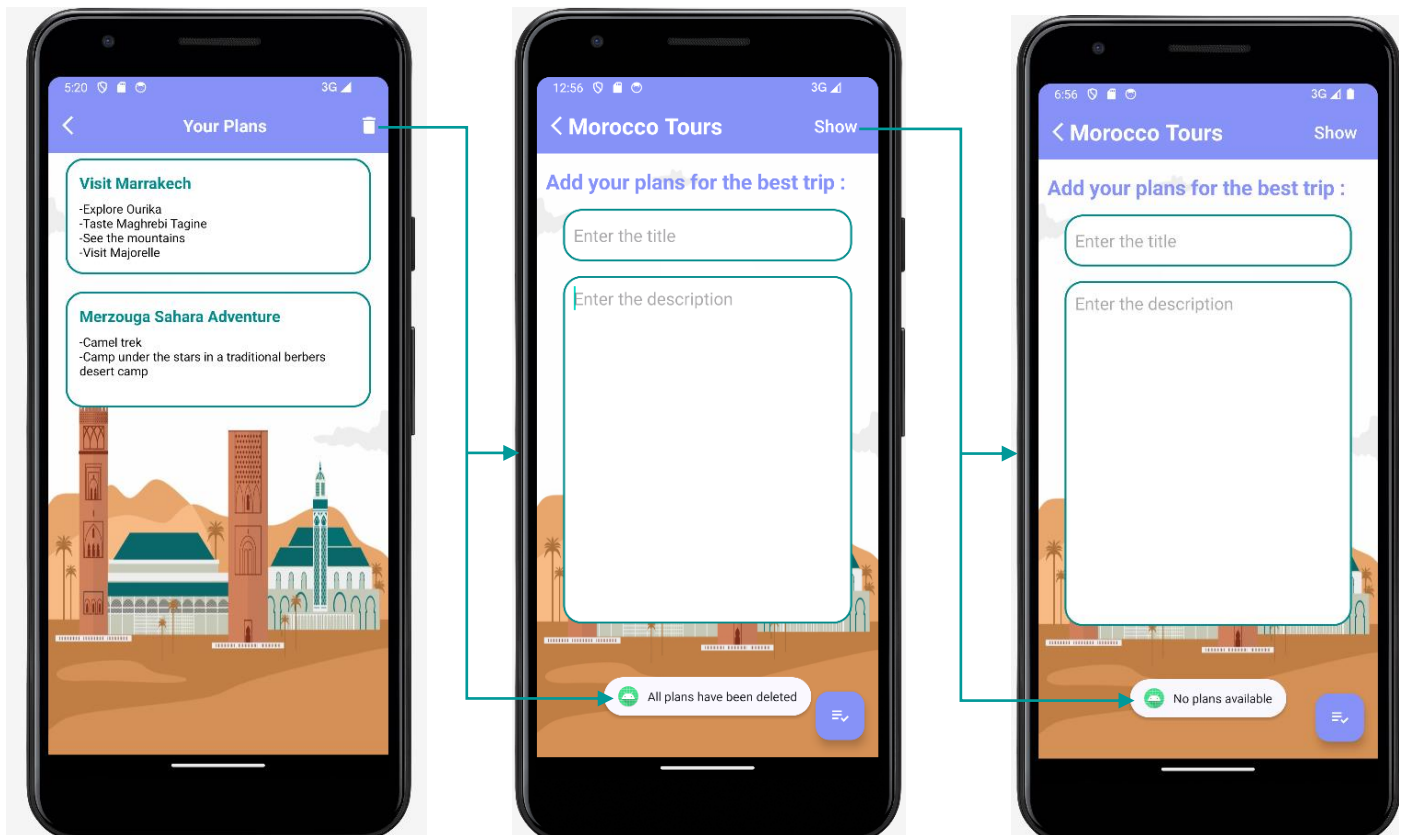 5:20 3G
Your Plans
Visit Marrakech
-Explore Ourika
-Taste Maghrebi Tagine
-See the mountains
-Visit Majorelle
Merzouga Sahara Adventure
-Camel trek
-Camp under the stars in a traditional berbers
desert camp
12:56 3G
Morocco Tours Show
Add your plans for the best trip :
Enter the title
Enter the description
All plans have been deleted
6:56 3G
Morocco Tours Show
Add your plans for the best trip :
Enter the title
Enter the description
No plans available